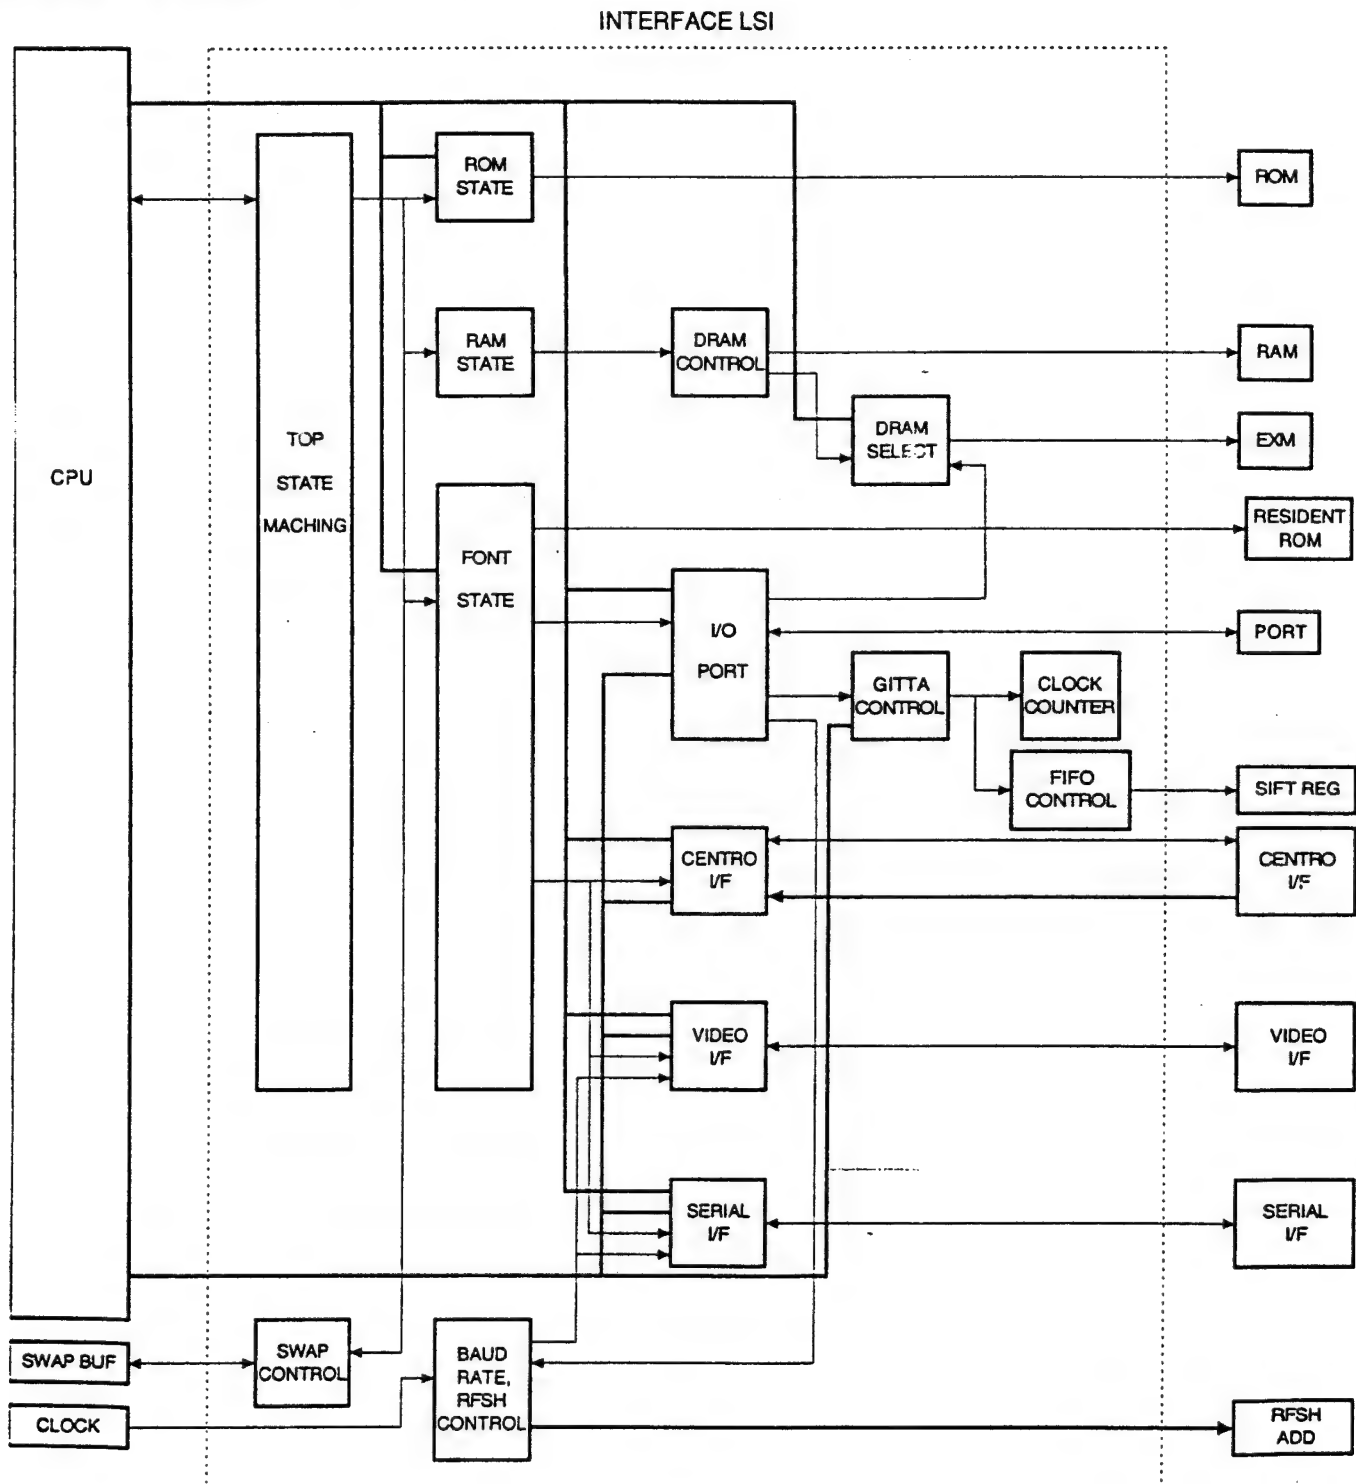 INTERFACE LSI
CPU
TOP
STATE
MACHING
ROM
STATE
RAM
STATE
FONT
STATE
DRAM
CONTROL
DRAM
SELECT
I/O
PORT
GITTA
CONTROL
CLOCK
COUNTER
FIFO
CONTROL
CENTRO
I/F
VIDEO
I/F
SERIAL
I/F
ROM
RAM
EXM
RESIDENT
ROM
PORT
SIFT REG
CENTRO
I/F
VIDEO
I/F
SERIAL
I/F
SWAP BUF
SWAP
CONTROL
CLOCK
BAUD
RATE,
RFSH
CONTROL
RFSH
ADD